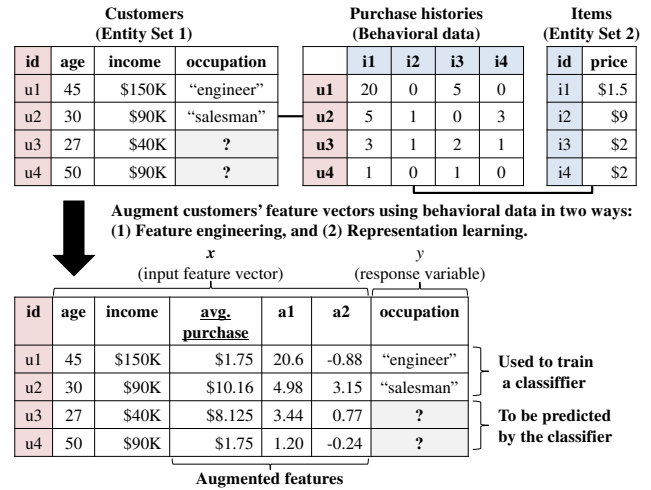 Customers
(Entity Set 1)
Purchase histories
(Behavioral data)
Items
(Entity Set 2)
id age income occupation
u1 45 $150K “engineer”
u2 30 $90K “salesman”
u3 27 $40K ?
u4 50 $90K ?
i1 i2 i3 i4
u1 20 0 5 0
u2 5 1 0 3
u3 3 1 2 1
u4 1 0 1 0
id price
i1 $1.5
i2 $9
i3 $2
i4 $2
Augment customers’ feature vectors using behavioral data in two ways:
(1) Feature engineering, and (2) Representation learning.
x
(input feature vector)
y
(response variable)
id age income avg. purchase a1 a2 occupation
u1 45 $150K $1.75 20.6 -0.88 “engineer”
u2 30 $90K $10.16 4.98 3.15 “salesman”
u3 27 $40K $8.125 3.44 0.77 ?
u4 50 $90K $1.75 1.20 -0.24 ?
Used to train
a classiffier
To be predicted
by the classifier
Augmented features